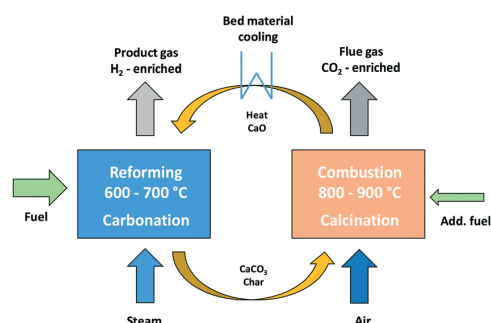 Bed material
cooling
Product gas
H₂ - enriched
Flue gas
CO₂ - enriched
Heat
CaO
Reforming
600 - 700 °C
Carbonation
Combustion
800 - 900 °C
Calcination
Fuel
Add. fuel
CaCO₃
Char
Steam
Air